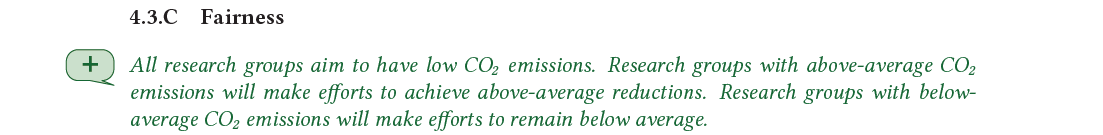 4.3.C Fairness
+ All research groups aim to have low CO₂ emissions. Research groups with above-average CO₂
emissions will make efforts to achieve above-average reductions. Research groups with below-
average CO₂ emissions will make efforts to remain below average.